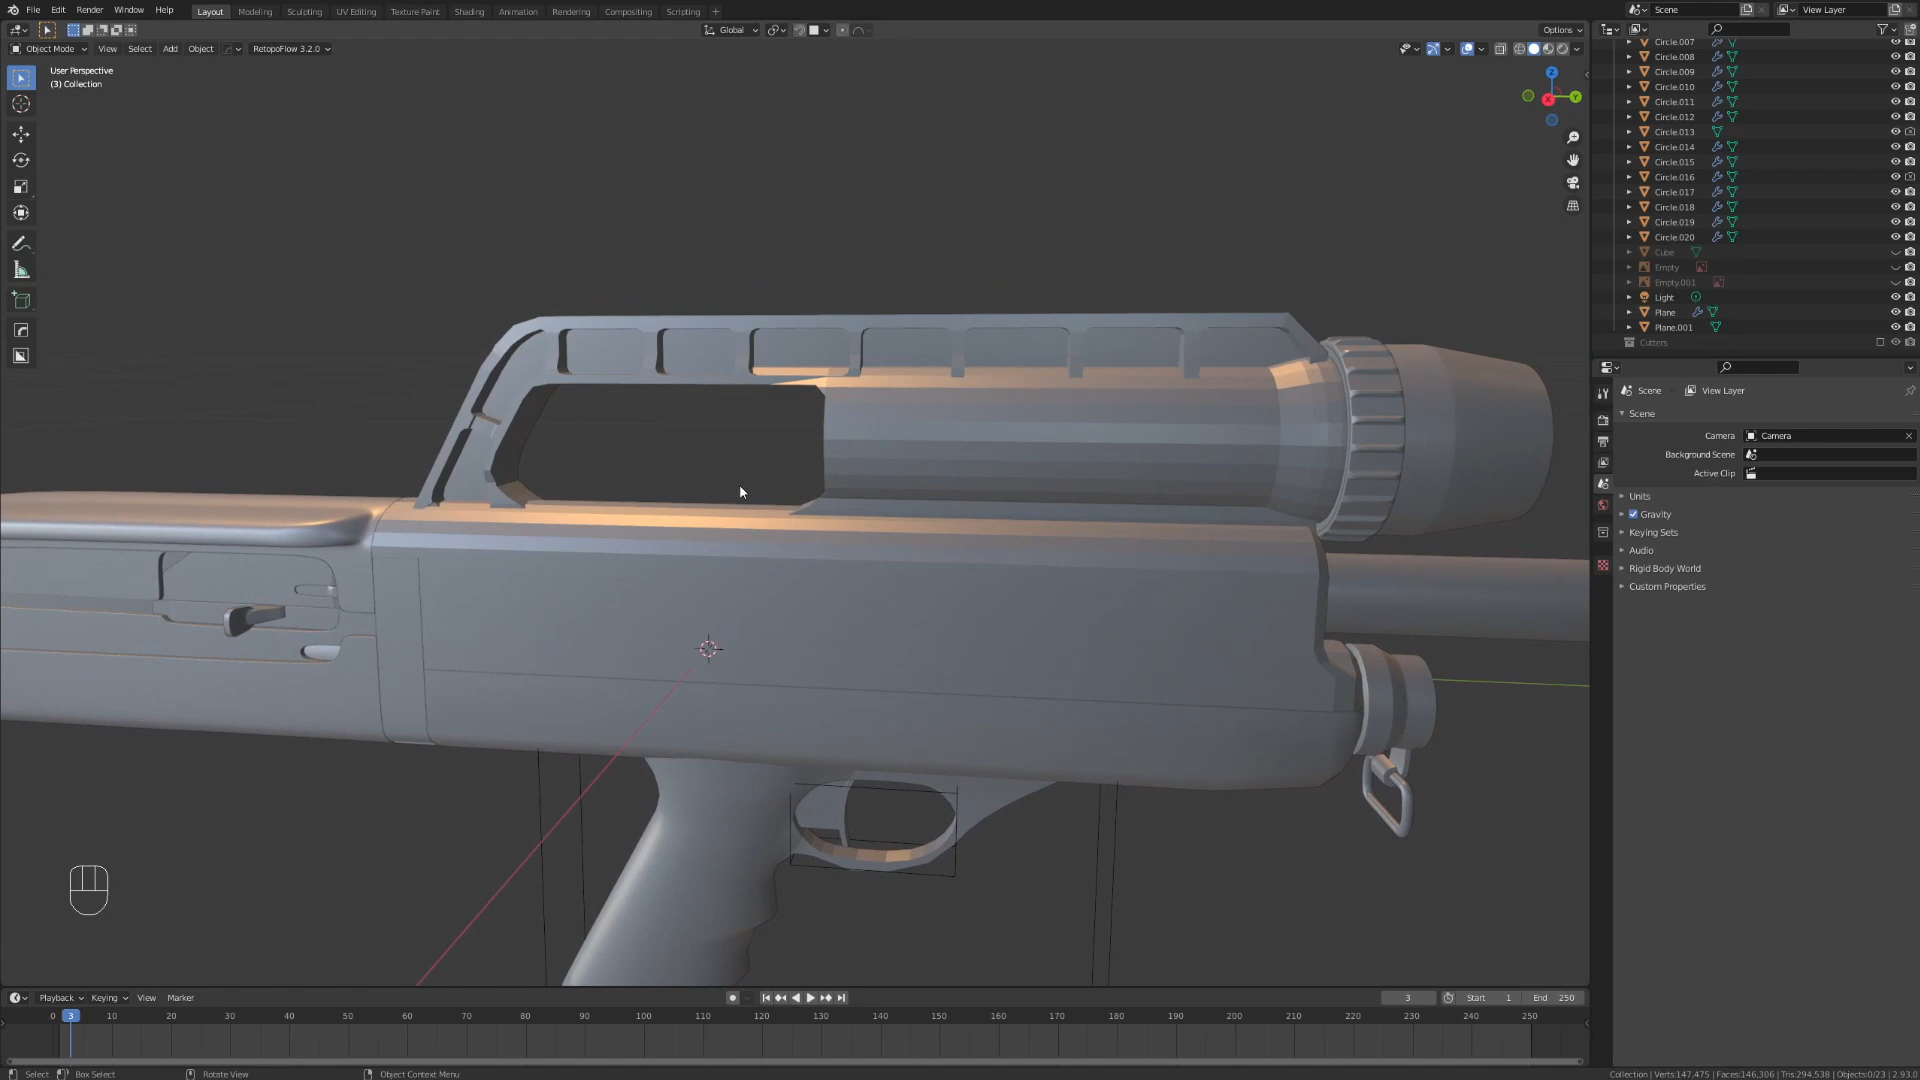 File Edit Render Window Help Layout Modeling Sculpting UV Editing Texture Paint Shading Animation Rendering Compositing Scripting + Scene View Layer
Global Options
Object Mode View Select Add Object RetopoFlow 3.2.0
User Perspective
(3) Collection
Z
X
Y
Circle.007
Circle.008
Circle.009
Circle.010
Circle.011
Circle.012
Circle.013
Circle.014
Circle.015
Circle.016
Circle.017
Circle.018
Circle.019
Circle.020
Cube
Empty
Empty.001
Light
Plane
Plane.001
Cutters
Scene View Layer
Scene
Camera Camera
Background Scene
Active Clip
Units
Gravity
Keying Sets
Audio
Rigid Body World
Custom Properties
Playback Keying View Marker 3 Start 1 End 250
0 3 10 20 30 40 50 60 70 80 90 100 110 120 130 140 150 160 170 180 190 200 210 220 230 240 250
Select Box Select Rotate View Object Context Menu Collection | Verts:147,475 | Faces:146,306 | Tris:294,538 | Objects:0/23 | 2.93.0